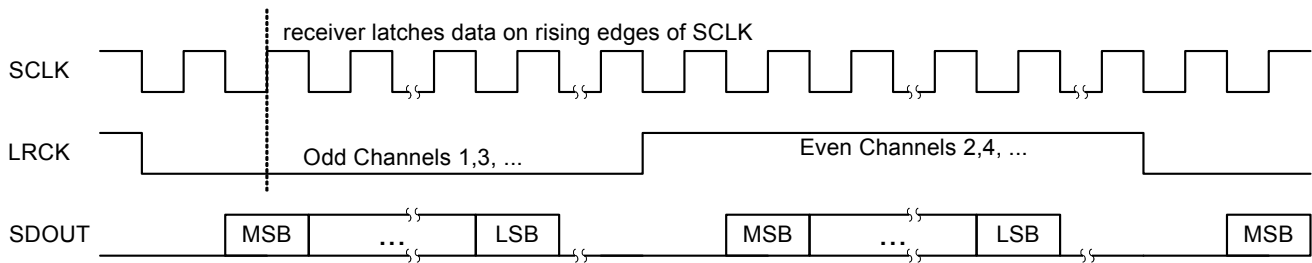 receiver latches data on rising edges of SCLK
SCLK
LRCK
Odd Channels 1,3, ...
Even Channels 2,4, ...
SDOUT
MSB
...
LSB
MSB
...
LSB
MSB